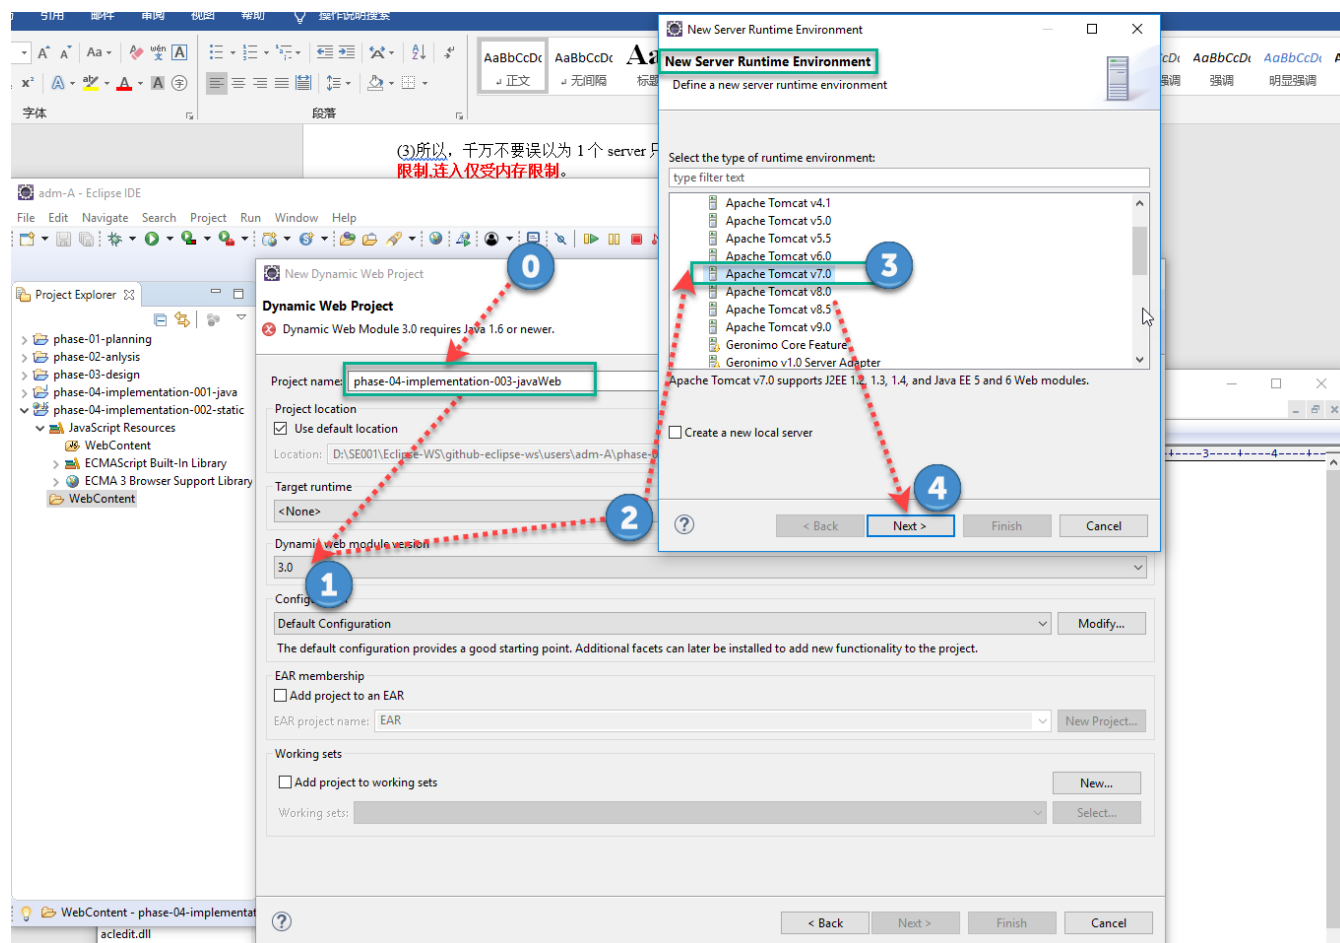 引用 邮件 审阅 视图 帮助 操作说明搜索
Aa
wén
A
AaBbCcDc AaBbCcDc
正文 无间隔 标题
强调 明显强调
字体 段落
(3)所以，千万不要误以为 1 个 server 只
限制,连入仅受内存限制。
adm-A - Eclipse IDE
File Edit Navigate Search Project Run Window Help
Project Explorer
phase-01-planning
phase-02-anlysis
phase-03-design
phase-04-implementation-001-java
phase-04-implementation-002-static
JavaScript Resources
WebContent
ECMAScript Built-In Library
ECMA 3 Browser Support Library
WebContent
WebContent - phase-04-implementat
acledit.dll
New Dynamic Web Project
Dynamic Web Project
Dynamic Web Module 3.0 requires Java 1.6 or newer.
Project name: phase-04-implementation-003-javaWeb
Project location
Use default location
Location: D:\SE001\Eclipse-WS\github-eclipse-ws\users\adm-A\phase-0
Target runtime
<None>
Dynamic web module version
3.0
Default Configuration
Modify...
The default configuration provides a good starting point. Additional facets can later be installed to add new functionality to the project.
EAR membership
Add project to an EAR
EAR project name: EAR
New Project...
Working sets
Add project to working sets
New...
Working sets:
Select...
< Back Next > Finish Cancel
New Server Runtime Environment
New Server Runtime Environment
Define a new server runtime environment
Select the type of runtime environment:
type filter text
Apache Tomcat v4.1
Apache Tomcat v5.0
Apache Tomcat v5.5
Apache Tomcat v6.0
Apache Tomcat v7.0
Apache Tomcat v8.0
Apache Tomcat v8.5
Apache Tomcat v9.0
Geronimo Core Feature
Geronimo v1.0 Server Adapter
Apache Tomcat v7.0 supports J2EE 1.2, 1.3, 1.4, and Java EE 5 and 6 Web modules.
Create a new local server
< Back Next > Finish Cancel
0
1
2
3
4